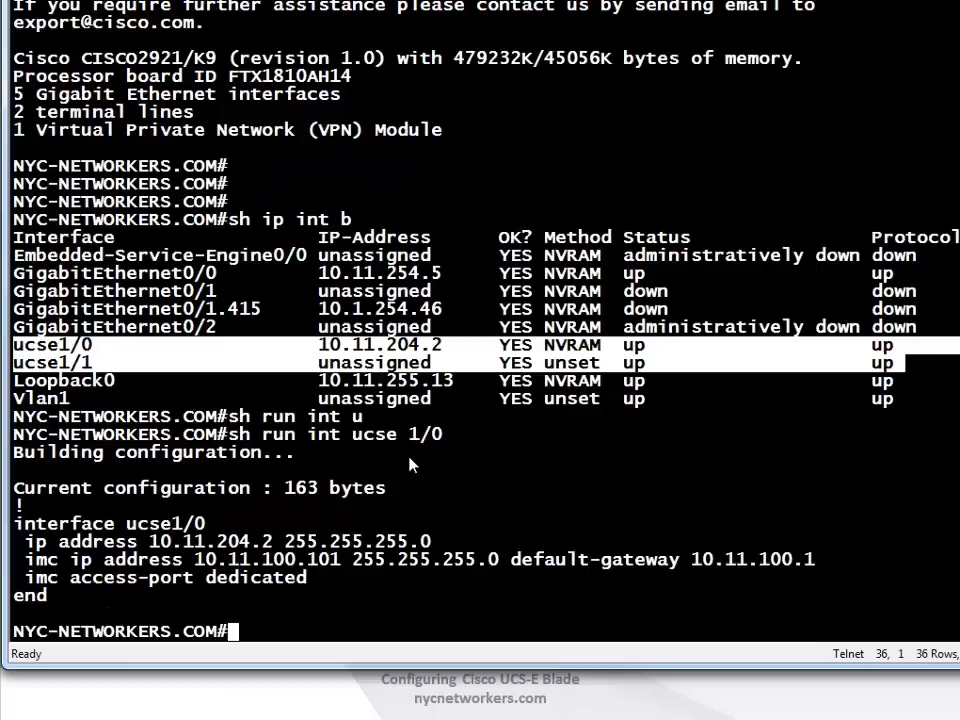 If you require further assistance please contact us by sending email to
export@cisco.com.
Cisco CISCO2921/K9 (revision 1.0) with 479232K/45056K bytes of memory.
Processor board ID FTX1810AH14
5 Gigabit Ethernet interfaces
2 terminal lines
1 Virtual Private Network (VPN) Module
NYC-NETWORKERS.COM#
NYC-NETWORKERS.COM#
NYC-NETWORKERS.COM#
NYC-NETWORKERS.COM#sh ip int b
Interface IP-Address OK? Method Status Protocol
Embedded-Service-Engine0/0 unassigned YES NVRAM administratively down down
GigabitEthernet0/0 10.11.254.5 YES NVRAM up up
GigabitEthernet0/1 unassigned YES NVRAM down down
GigabitEthernet0/1.415 10.1.254.46 YES NVRAM down down
GigabitEthernet0/2 unassigned YES NVRAM administratively down down
ucse1/0 10.11.204.2 YES NVRAM up up
ucse1/1 unassigned YES unset up up
Loopback0 10.11.255.13 YES NVRAM up up
Vlan1 unassigned YES unset up up
NYC-NETWORKERS.COM#sh run int u
NYC-NETWORKERS.COM#sh run int ucse 1/0
Building configuration...
Current configuration : 163 bytes
!
interface ucse1/0
ip address 10.11.204.2 255.255.255.0
imc ip address 10.11.100.101 255.255.255.0 default-gateway 10.11.100.1
imc access-port dedicated
end
NYC-NETWORKERS.COM#
Ready Telnet 36, 1 36 Rows,
Configuring Cisco UCS-E Blade
nycnetworkers.com